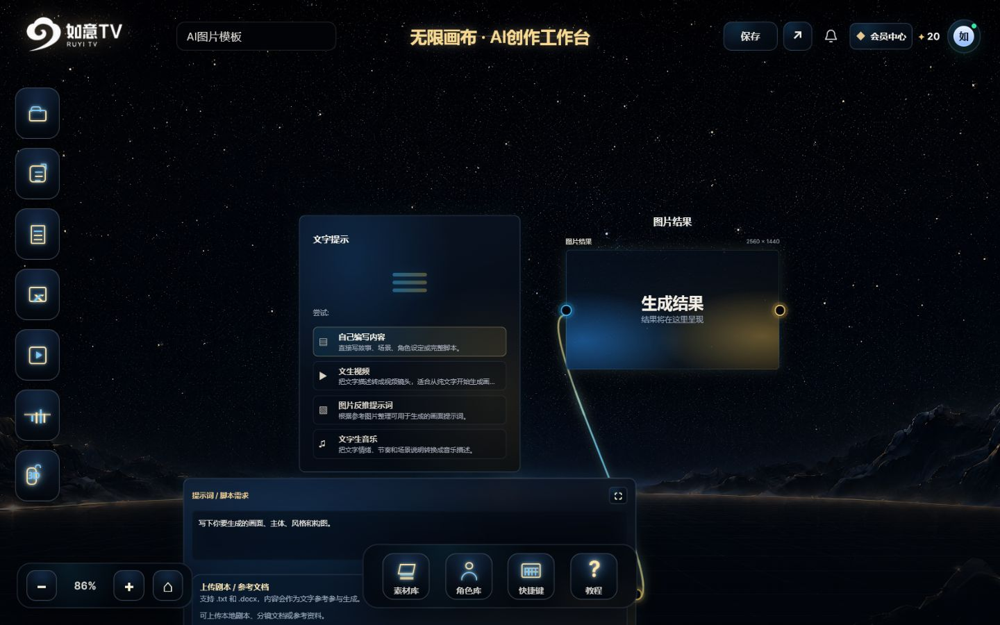 如意TV
RUYI TV
AI图片模板
无限画布 · AI创作工作台
保存
会员中心
20
如
图片结果
图片结果
2560 × 1440
生成结果
结果将在这里呈现
文字提示
尝试:
自己编写内容
直接写故事、场景、角色设定或完整脚本。
文生视频
把文字描述转成视频镜头，适合从纯文字开始生成画...
图片反推提示词
根据参考图片整理可用于生成的画面提示词。
文字生音乐
把文字情绪、节奏和场景说明转换成音乐描述。
3D
提示词 / 脚本需求
写下你要生成的画面、主体、风格和构图。
上传剧本 / 参考文档
支持 .txt 和 .docx，内容会作为文字参考参与生成。
可上传本地剧本、分镜文档或参考资料。
86%
素材库
角色库
快捷键
?
教程